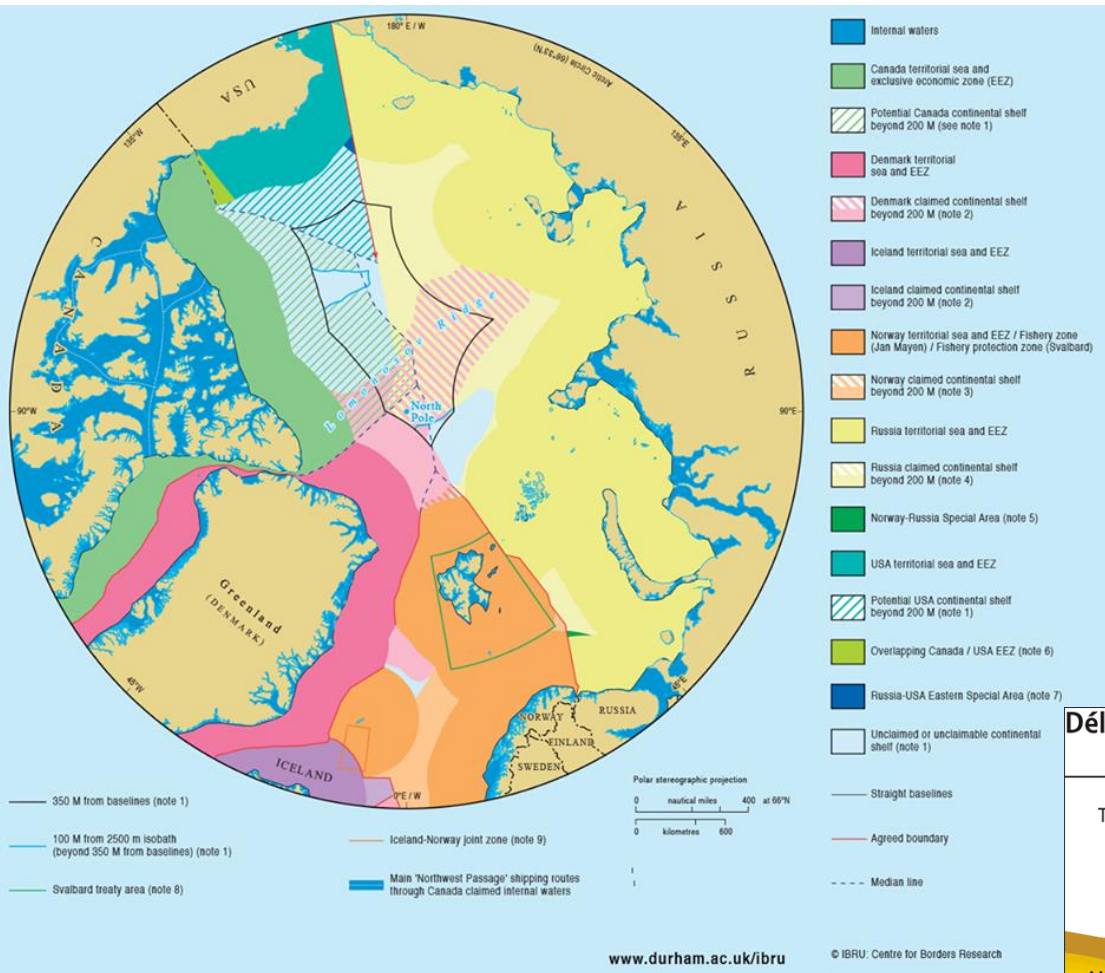 180° E / W
Arctic Circle (66°33'N)
USA
135°W
135°E
CANADA
RUSSIA
Lomonosov Ridge
North
Pole
90°W
90°E
Greenland
(DENMARK)
45°W
45°E
NORWAY
RUSSIA
FINLAND
SWEDEN
ICELAND
0°E / W
Internal waters
Canada territorial sea and
exclusive economic zone (EEZ)
Potential Canada continental shelf
beyond 200 M (see note 1)
Denmark territorial
sea and EEZ
Denmark claimed continental shelf
beyond 200 M (note 2)
Iceland territorial sea and EEZ
Iceland claimed continental shelf
beyond 200 M (note 2)
Norway territorial sea and EEZ / Fishery zone
(Jan Mayen) / Fishery protection zone (Svalbard)
Norway claimed continental shelf
beyond 200 M (note 3)
Russia territorial sea and EEZ
Russia claimed continental shelf
beyond 200 M (note 4)
Norway-Russia Special Area (note 5)
USA territorial sea and EEZ
Potential USA continental shelf
beyond 200 M (note 1)
Overlapping Canada / USA EEZ (note 6)
Russia-USA Eastern Special Area (note 7)
Unclaimed or unclaimable continental
shelf (note 1)
Straight baselines
Agreed boundary
Median line
Polar stereographic projection
0 nautical miles 400 at 66°N
0 kilometres 600
350 M from baselines (note 1)
100 M from 2500 m isobath
(beyond 350 M from baselines) (note 1)
Svalbard treaty area (note 8)
Iceland-Norway joint zone (note 9)
Main 'Northwest Passage' shipping routes
through Canada claimed internal waters
www.durham.ac.uk/ibru
© IBRU: Centre for Borders Research
Dél
T